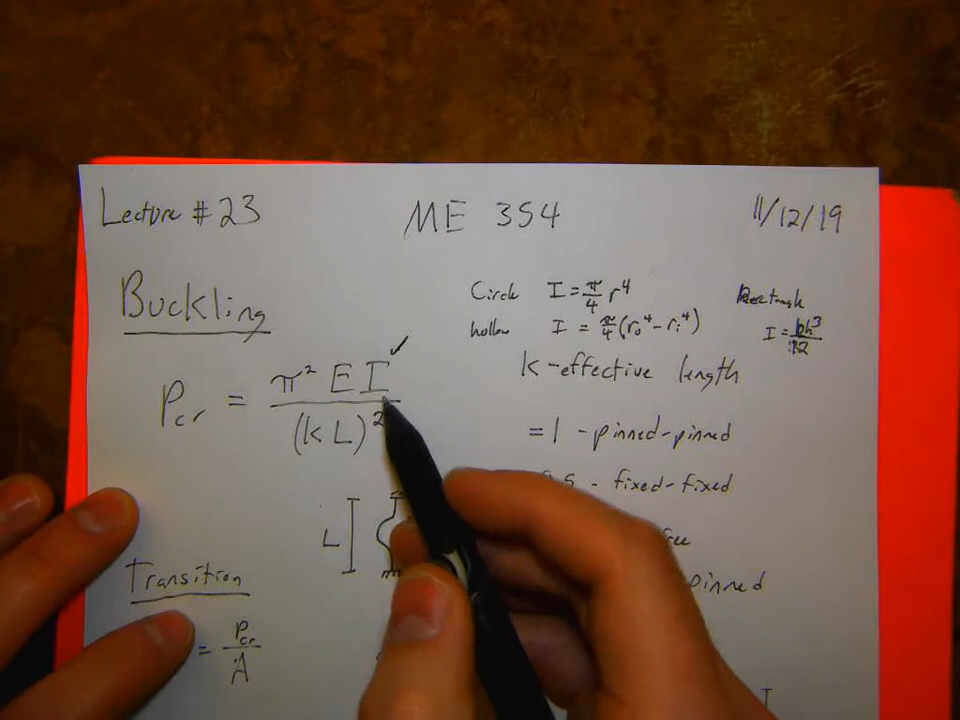 Lecture #23 ME 354 11/12/19
Buckling
Circle I = π/4 r⁴
hollow I = π/4 (ro⁴ - ri⁴)
Rectangle
I = bh³/12
Pcr = π² E I / (k L)²
k-effective length
= 1 - pinned-pinned
- fixed-fixed
pinned
L
Transition
= Pcr/A
I